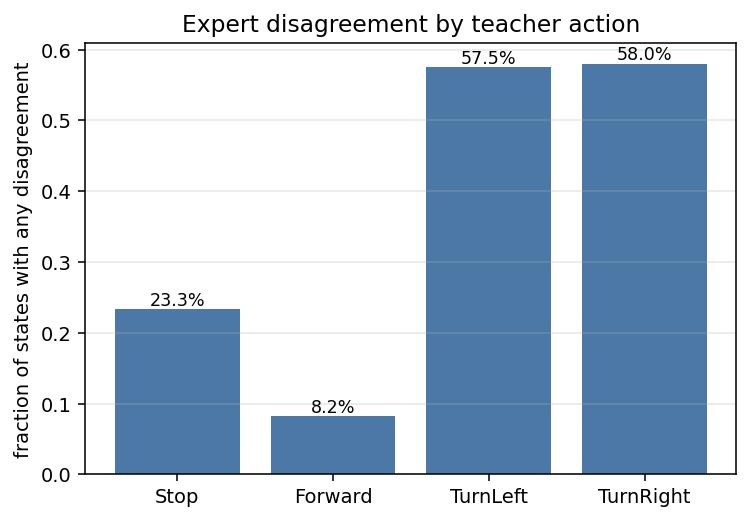 Expert disagreement by teacher action
fraction of states with any disagreement
0.6
0.5
0.4
0.3
0.2
0.1
0.0
23.3%
8.2%
57.5%
58.0%
Stop
Forward
TurnLeft
TurnRight